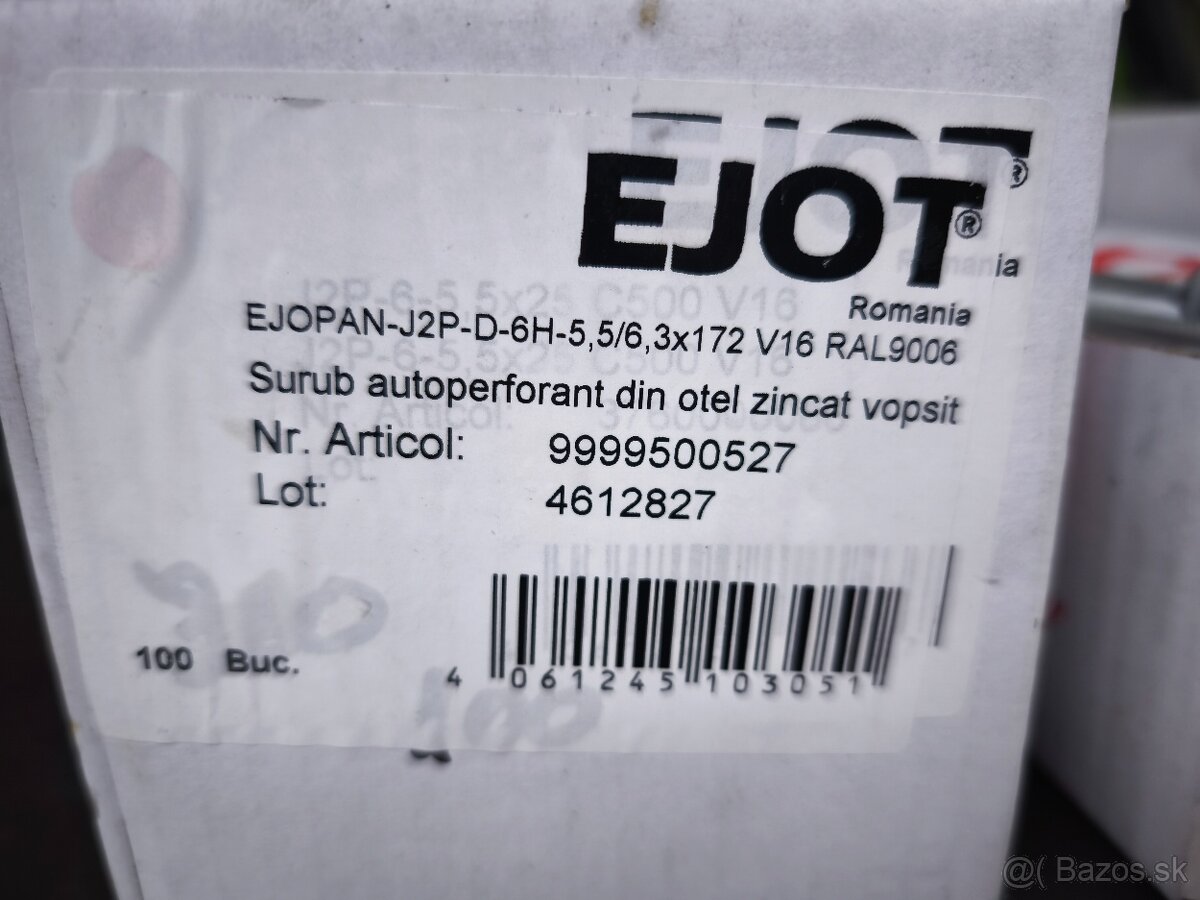 EJOT®
Romania
EJOPAN-J2P-D-6H-5,5/6,3x172 V16 RAL9006
Surub autoperforant din otel zincat vopsit
Nr. Articol: 9999500527
Lot: 4612827
100 Buc.
4 061245 103051
@( Bazos.sk